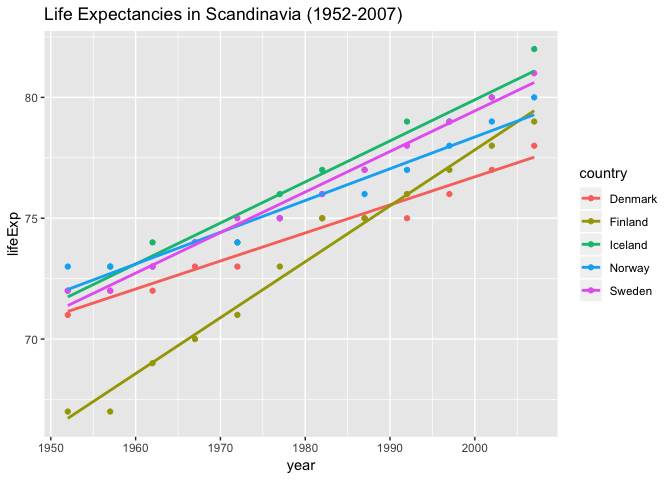 Life Expectancies in Scandinavia (1952-2007)
80
75
70
lifeExp
1950 1960 1970 1980 1990 2000
year
country
Denmark
Finland
Iceland
Norway
Sweden